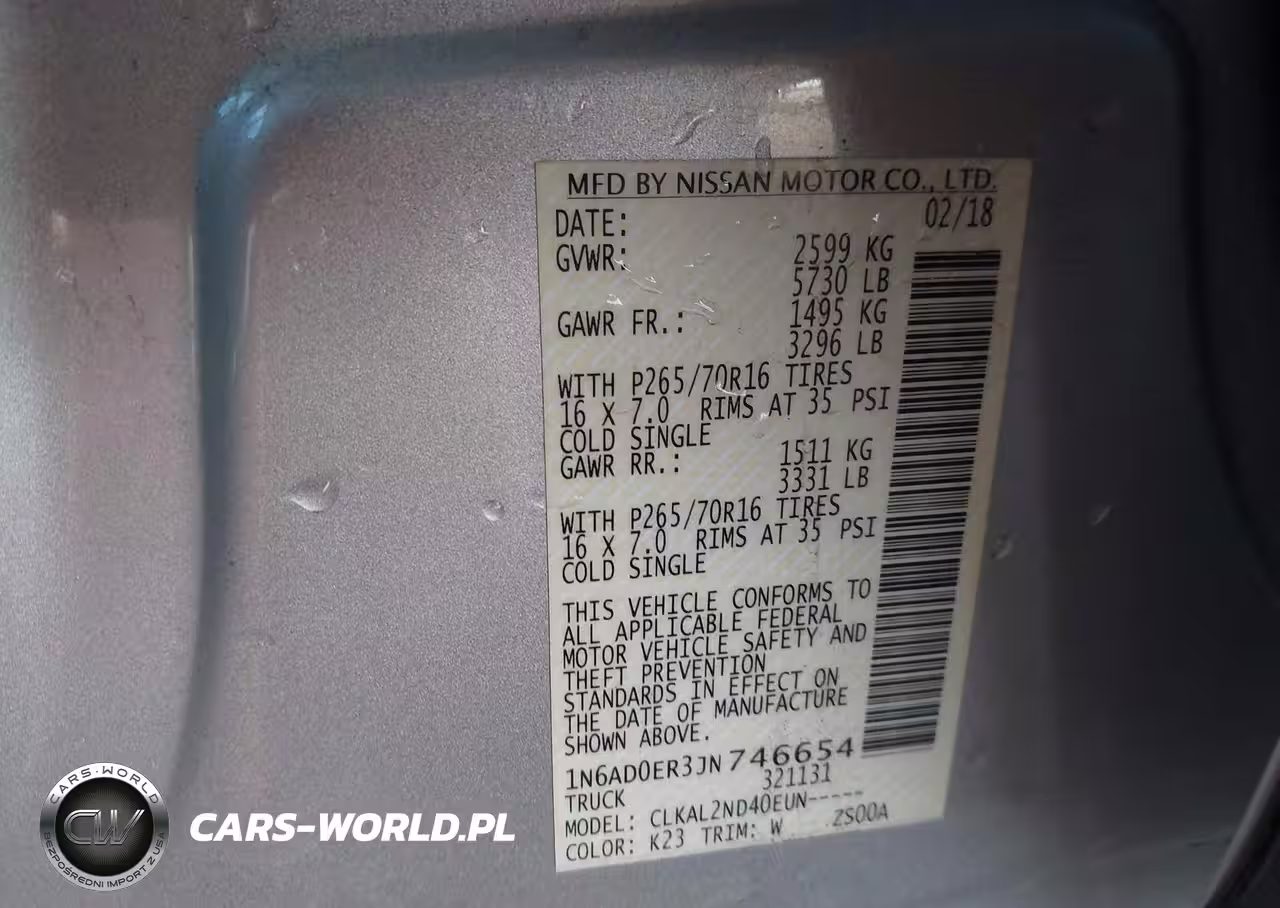 MFD BY NISSAN MOTOR CO., LTD.
DATE: 02/18
GVWR: 2599 KG
5730 LB
GAWR FR.: 1495 KG
3296 LB
WITH P265/70R16 TIRES
16 X 7.0 RIMS AT 35 PSI
COLD SINGLE
GAWR RR.: 1511 KG
3331 LB
WITH P265/70R16 TIRES
16 X 7.0 RIMS AT 35 PSI
COLD SINGLE
THIS VEHICLE CONFORMS TO
ALL APPLICABLE FEDERAL
MOTOR VEHICLE SAFETY AND
THEFT PREVENTION
STANDARDS IN EFFECT ON
THE DATE OF MANUFACTURE
SHOWN ABOVE.
1N6AD0ER3JN746654
TRUCK 321131
MODEL: CLKAL2ND40EUN-----
COLOR: K23 TRIM: W ZS00A
CARS-WORLD
CW
BEZPOŚREDNI IMPORT Z USA
CARS-WORLD.PL